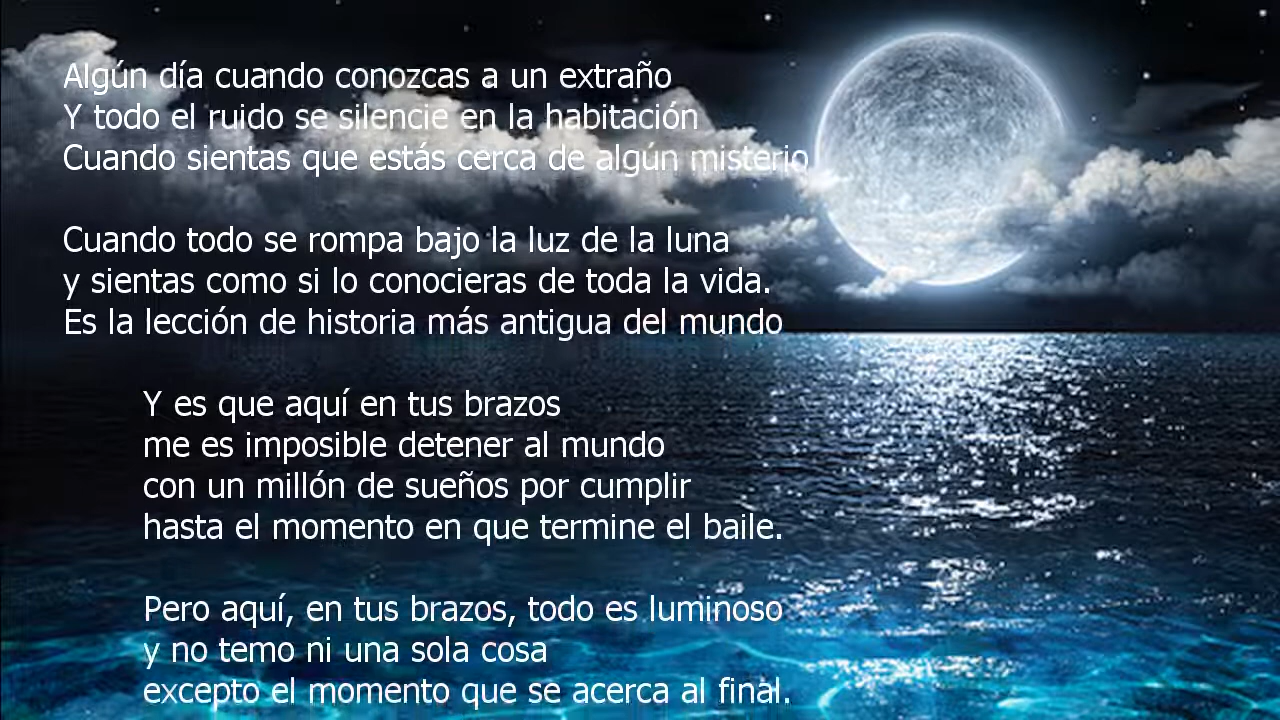 Algún día cuando conozcas a un extraño
Y todo el ruido se silencie en la habitación
Cuando sientas que estás cerca de algún misterio
Cuando todo se rompa bajo la luz de la luna
y sientas como si lo conocieras de toda la vida.
Es la lección de historia más antigua del mundo
Y es que aquí en tus brazos
me es imposible detener al mundo
con un millón de sueños por cumplir
hasta el momento en que termine el baile.
Pero aquí, en tus brazos, todo es luminoso
y no temo ni una sola cosa
excepto el momento que se acerca al final.